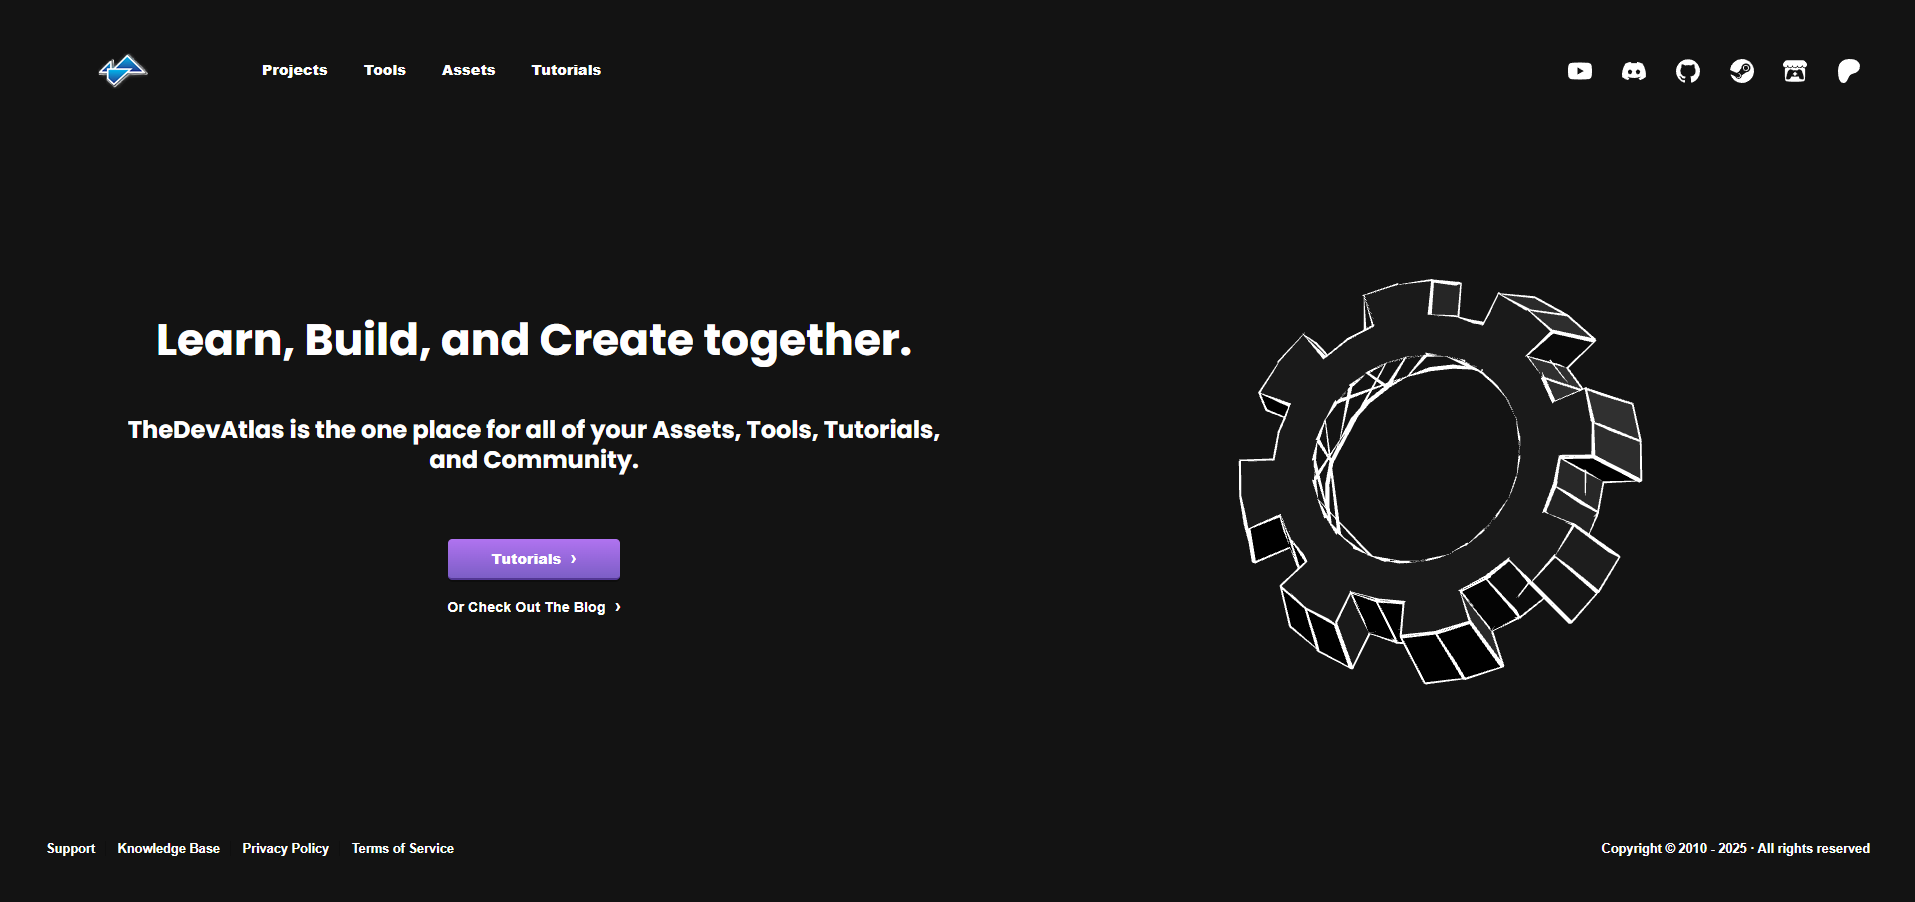 Projects Tools Assets Tutorials
Learn, Build, and Create together.
TheDevAtlas is the one place for all of your Assets, Tools, Tutorials,
and Community.
Tutorials ›
Or Check Out The Blog ›
Support Knowledge Base Privacy Policy Terms of Service
Copyright © 2010 - 2025 · All rights reserved